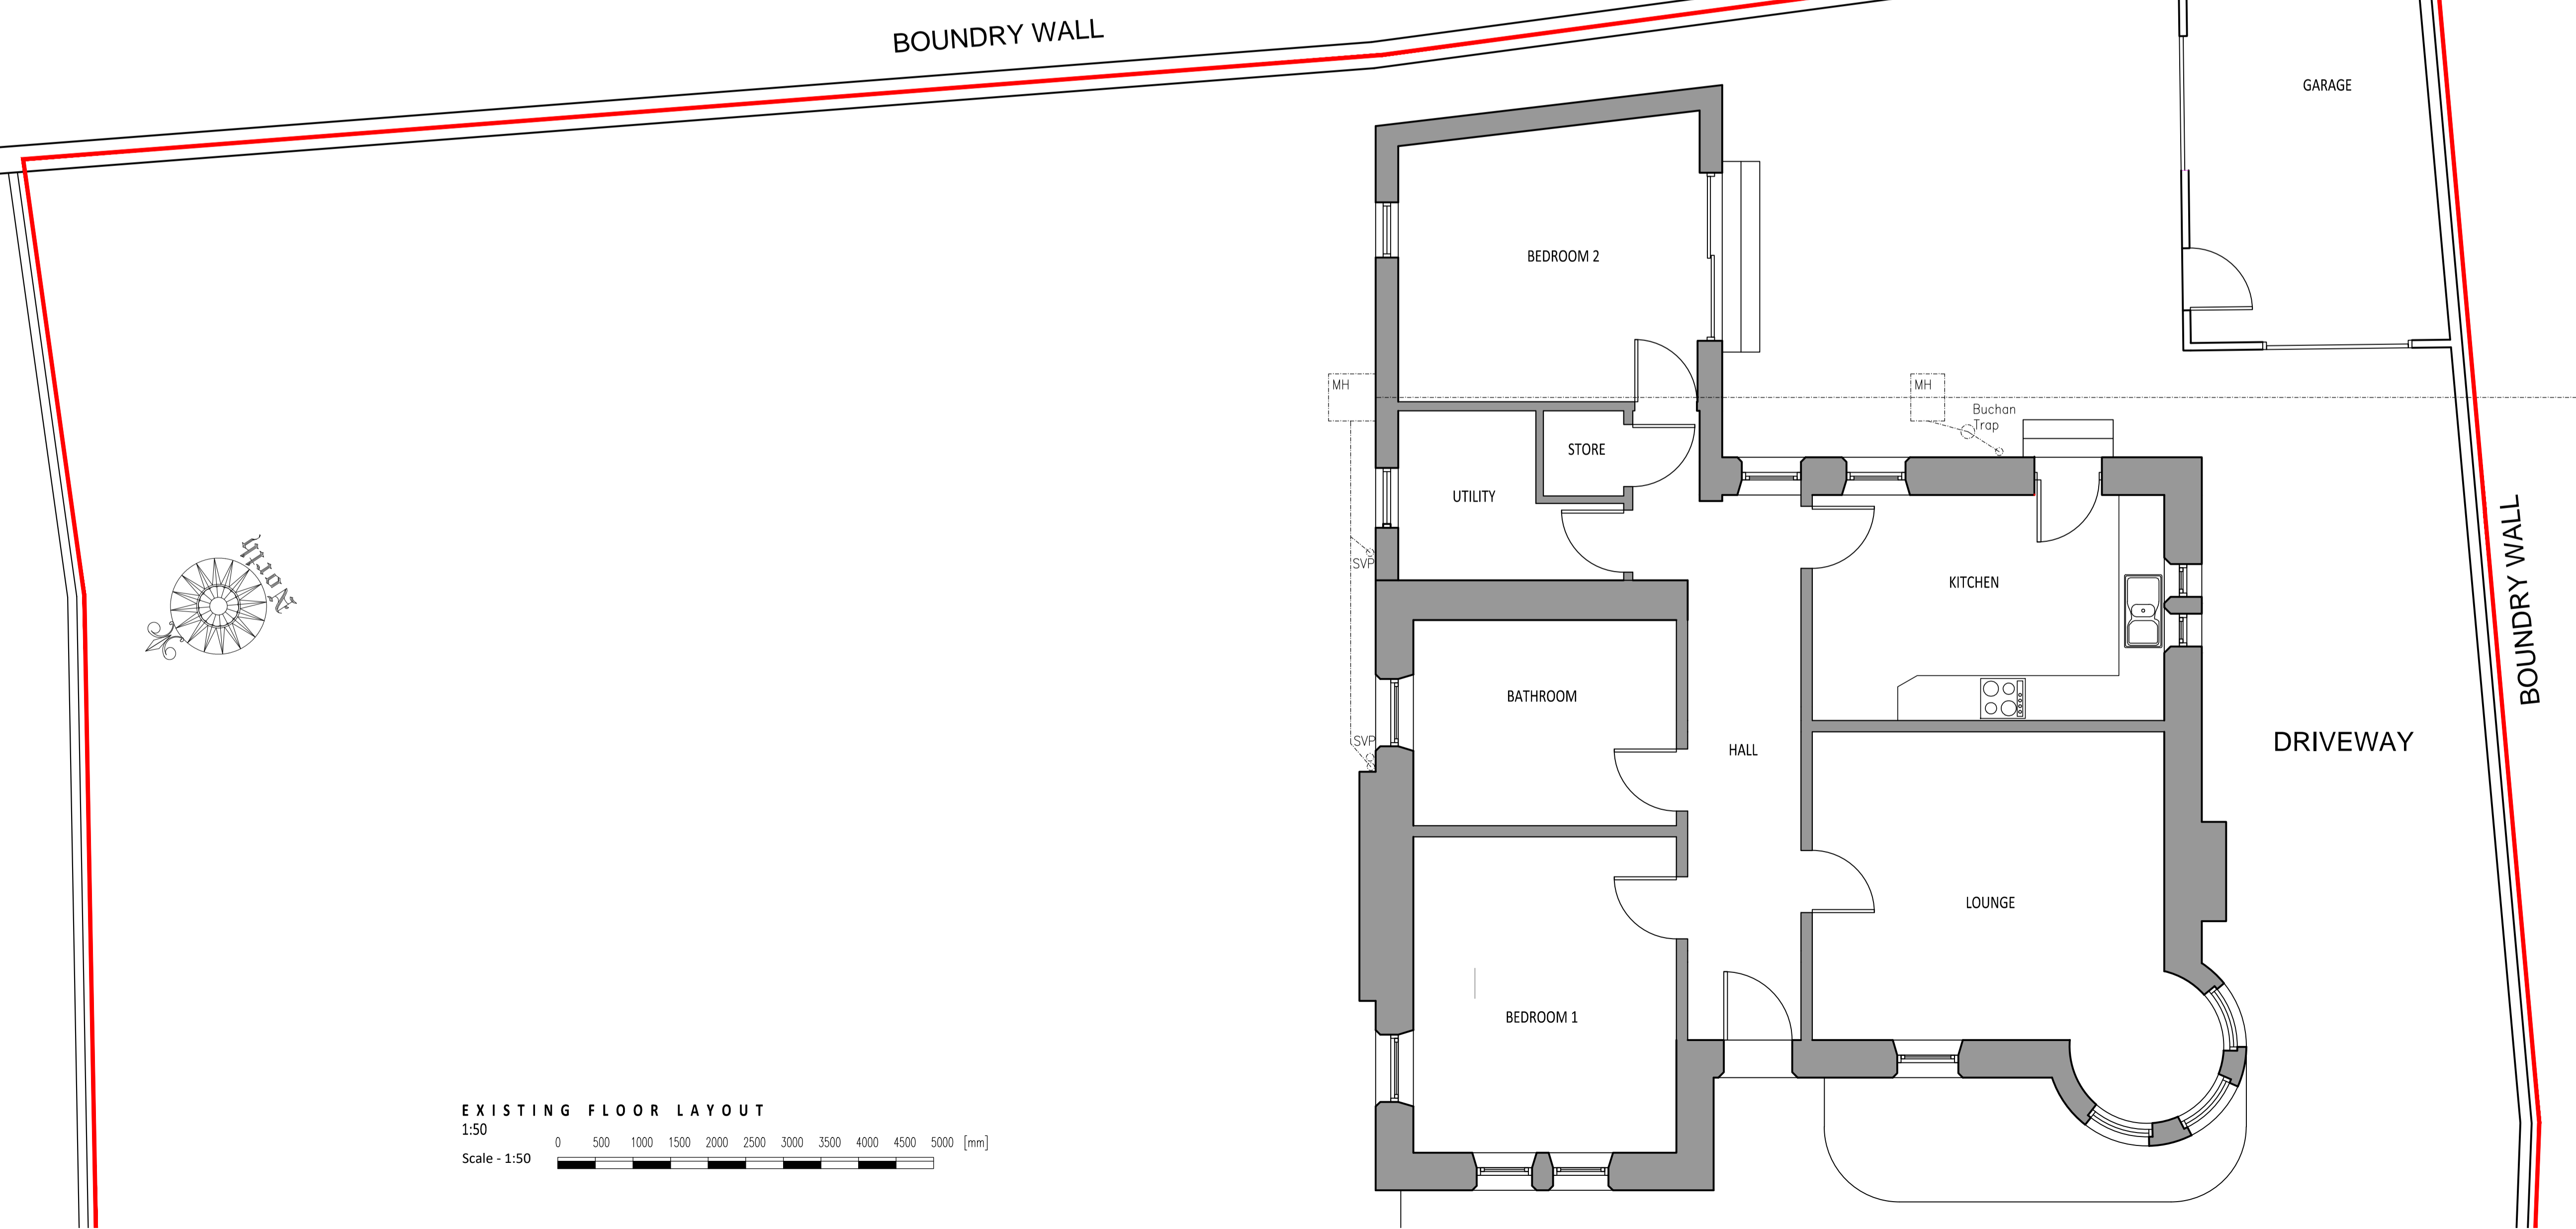 BOUNDRY WALL
GARAGE
BEDROOM 2
MH
MH
Buchan
Trap
STORE
UTILITY
SVP
KITCHEN
BOUNDRY WALL
North
BATHROOM
SVP
HALL
DRIVEWAY
LOUNGE
BEDROOM 1
EXISTING FLOOR LAYOUT
1:50
0 500 1000 1500 2000 2500 3000 3500 4000 4500 5000 [mm]
Scale - 1:50